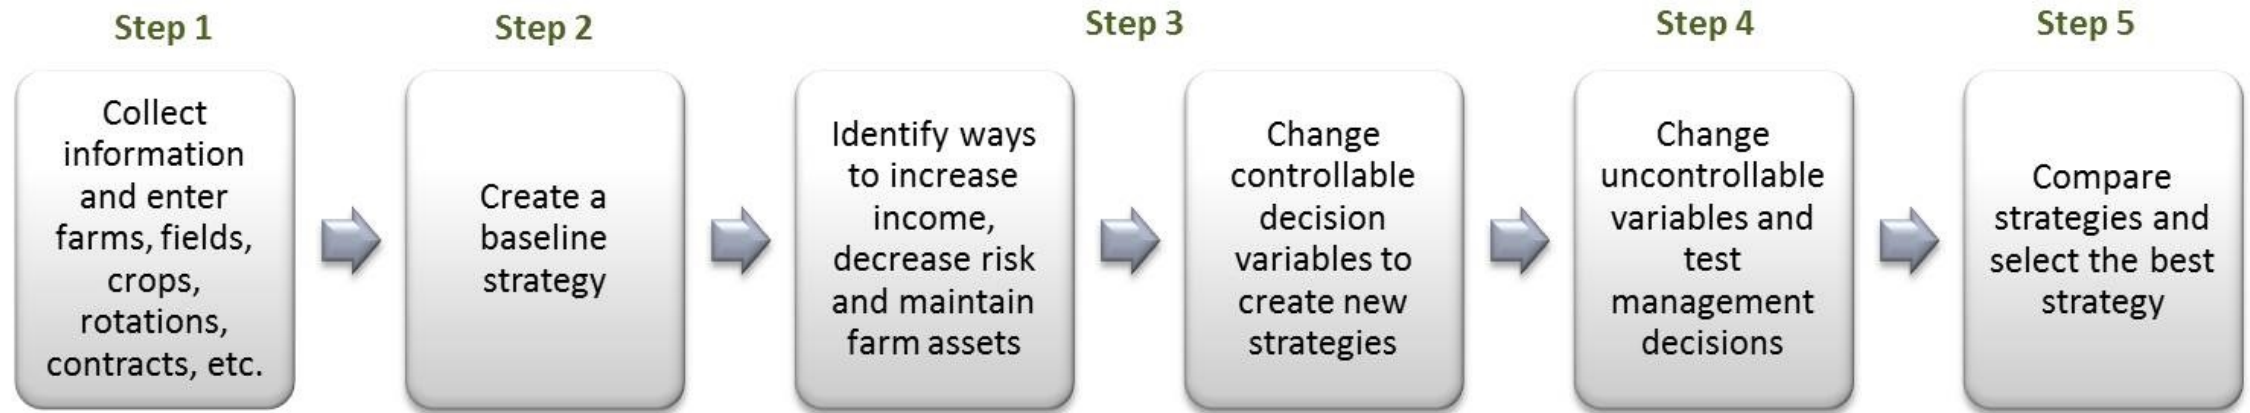 Step 1
Step 2
Step 3
Step 4
Step 5
Collect
information
and enter
farms, fields,
crops,
rotations,
contracts, etc.
Create a
baseline
strategy
Identify ways
to increase
income,
decrease risk
and maintain
farm assets
Change
controllable
decision
variables to
create new
strategies
Change
uncontrollable
variables and
test
management
decisions
Compare
strategies and
select the best
strategy